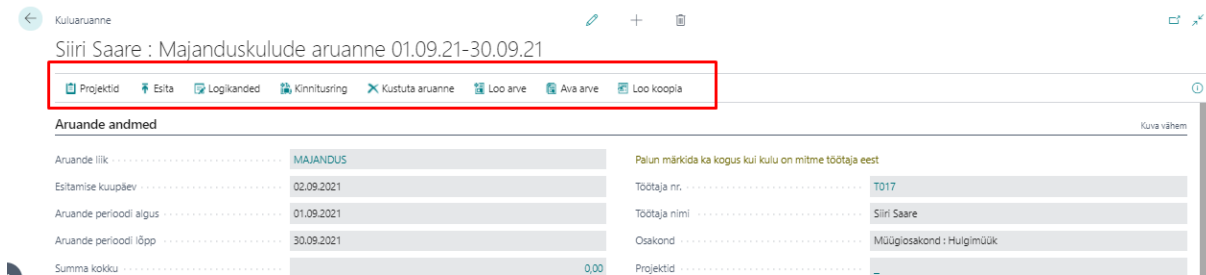 Kuluaruanne
Siiri Saare : Majanduskulude aruanne 01.09.21-30.09.21
Projektid Esita Logikanded Kinnitusring Kustuta aruanne Loo arve Ava arve Loo koopia
Aruande andmed Kuva vähem
Aruande liik MAJANDUS Palun märkida ka kogus kui kulu on mitme töötaja eest
Esitamise kuupäev 02.09.2021 Töötaja nr. T017
Aruande perioodi algus 01.09.2021 Töötaja nimi Siiri Saare
Aruande perioodi lõpp 30.09.2021 Osakond Müügiosakond : Hulgimüük
Summa kokku 0,00 Projektid _